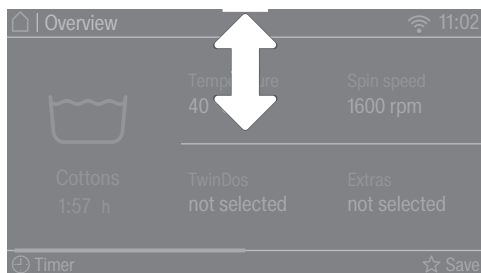 | Overview 11:02
Temperature Spin speed
40 1600 rpm
Cottons TwinDos Extras
1:57 h not selected not selected
Timer Save